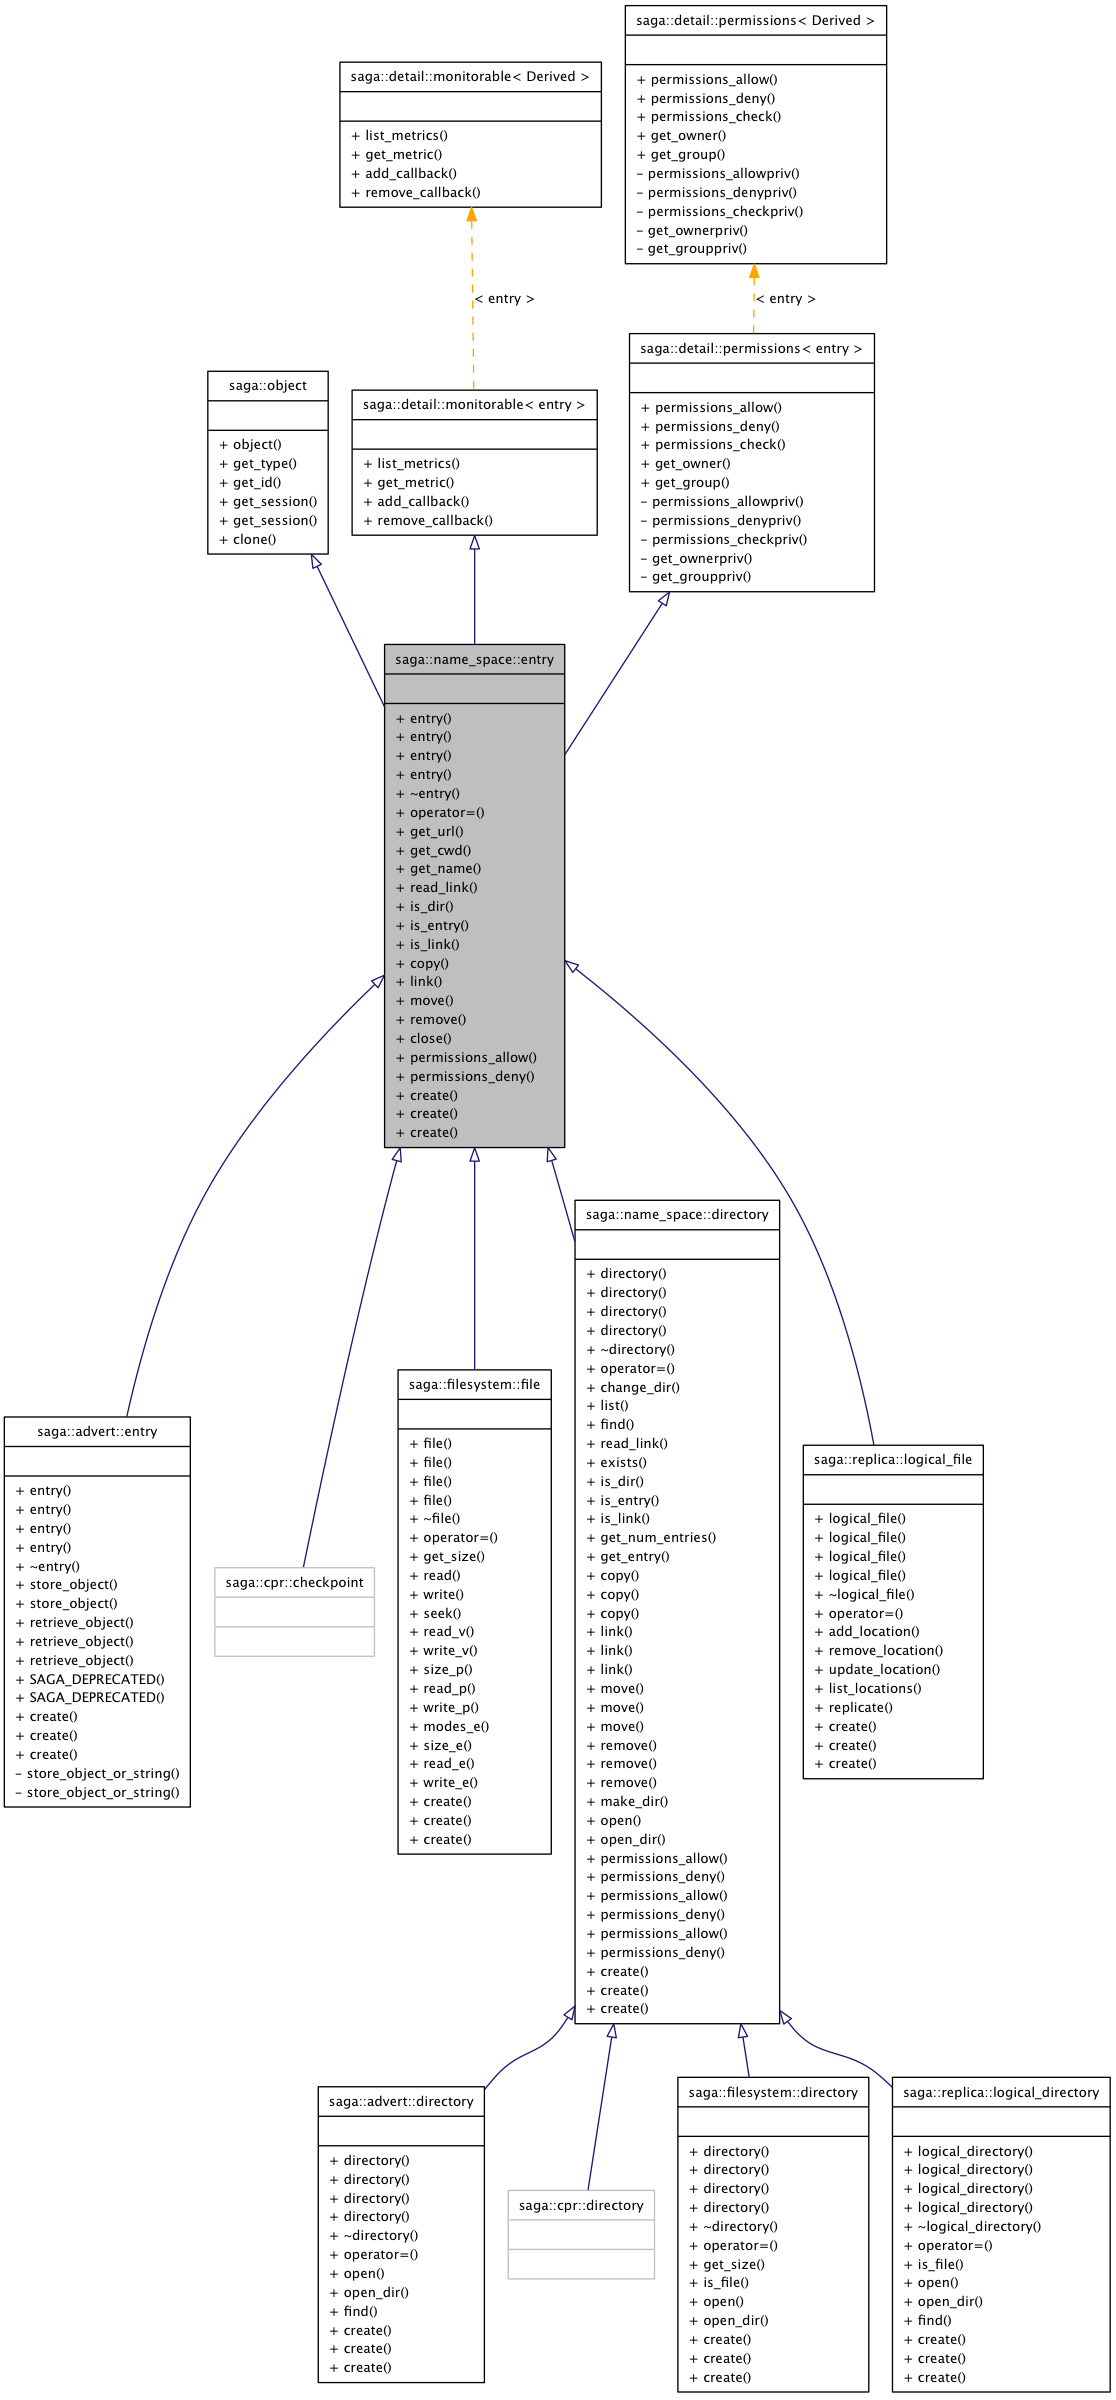 saga::detail::permissions< Derived >
+ permissions_allow()
+ permissions_deny()
+ permissions_check()
+ get_owner()
+ get_group()
– permissions_allowpriv()
– permissions_denypriv()
– permissions_checkpriv()
– get_ownerpriv()
– get_grouppriv()
saga::detail::monitorable< Derived >
+ list_metrics()
+ get_metric()
+ add_callback()
+ remove_callback()
< entry >
< entry >
saga::object
+ object()
+ get_type()
+ get_id()
+ get_session()
+ get_session()
+ clone()
saga::detail::monitorable< entry >
+ list_metrics()
+ get_metric()
+ add_callback()
+ remove_callback()
saga::detail::permissions< entry >
+ permissions_allow()
+ permissions_deny()
+ permissions_check()
+ get_owner()
+ get_group()
– permissions_allowpriv()
– permissions_denypriv()
– permissions_checkpriv()
– get_ownerpriv()
– get_grouppriv()
saga::name_space::entry
+ entry()
+ entry()
+ entry()
+ entry()
+ ~entry()
+ operator=()
+ get_url()
+ get_cwd()
+ get_name()
+ read_link()
+ is_dir()
+ is_entry()
+ is_link()
+ copy()
+ link()
+ move()
+ remove()
+ close()
+ permissions_allow()
+ permissions_deny()
+ create()
+ create()
+ create()
saga::advert::entry
+ entry()
+ entry()
+ entry()
+ entry()
+ ~entry()
+ store_object()
+ store_object()
+ retrieve_object()
+ retrieve_object()
+ retrieve_object()
+ SAGA_DEPRECATED()
+ SAGA_DEPRECATED()
+ create()
+ create()
+ create()
– store_object_or_string()
– store_object_or_string()
saga::cpr::checkpoint
saga::filesystem::file
+ file()
+ file()
+ file()
+ file()
+ ~file()
+ operator=()
+ get_size()
+ read()
+ write()
+ seek()
+ read_v()
+ write_v()
+ size_p()
+ read_p()
+ write_p()
+ modes_e()
+ size_e()
+ read_e()
+ write_e()
+ create()
+ create()
+ create()
saga::name_space::directory
+ directory()
+ directory()
+ directory()
+ directory()
+ ~directory()
+ operator=()
+ change_dir()
+ list()
+ find()
+ read_link()
+ exists()
+ is_dir()
+ is_entry()
+ is_link()
+ get_num_entries()
+ get_entry()
+ copy()
+ copy()
+ copy()
+ link()
+ link()
+ link()
+ move()
+ move()
+ move()
+ remove()
+ remove()
+ remove()
+ make_dir()
+ open()
+ open_dir()
+ permissions_allow()
+ permissions_deny()
+ permissions_allow()
+ permissions_deny()
+ permissions_allow()
+ permissions_deny()
+ create()
+ create()
+ create()
saga::replica::logical_file
+ logical_file()
+ logical_file()
+ logical_file()
+ logical_file()
+ ~logical_file()
+ operator=()
+ add_location()
+ remove_location()
+ update_location()
+ list_locations()
+ replicate()
+ create()
+ create()
+ create()
saga::advert::directory
+ directory()
+ directory()
+ directory()
+ directory()
+ ~directory()
+ operator=()
+ open()
+ open_dir()
+ find()
+ create()
+ create()
+ create()
saga::cpr::directory
saga::filesystem::directory
+ directory()
+ directory()
+ directory()
+ directory()
+ ~directory()
+ operator=()
+ get_size()
+ is_file()
+ open()
+ open_dir()
+ create()
+ create()
+ create()
saga::replica::logical_directory
+ logical_directory()
+ logical_directory()
+ logical_directory()
+ logical_directory()
+ ~logical_directory()
+ operator=()
+ is_file()
+ open()
+ open_dir()
+ find()
+ create()
+ create()
+ create()